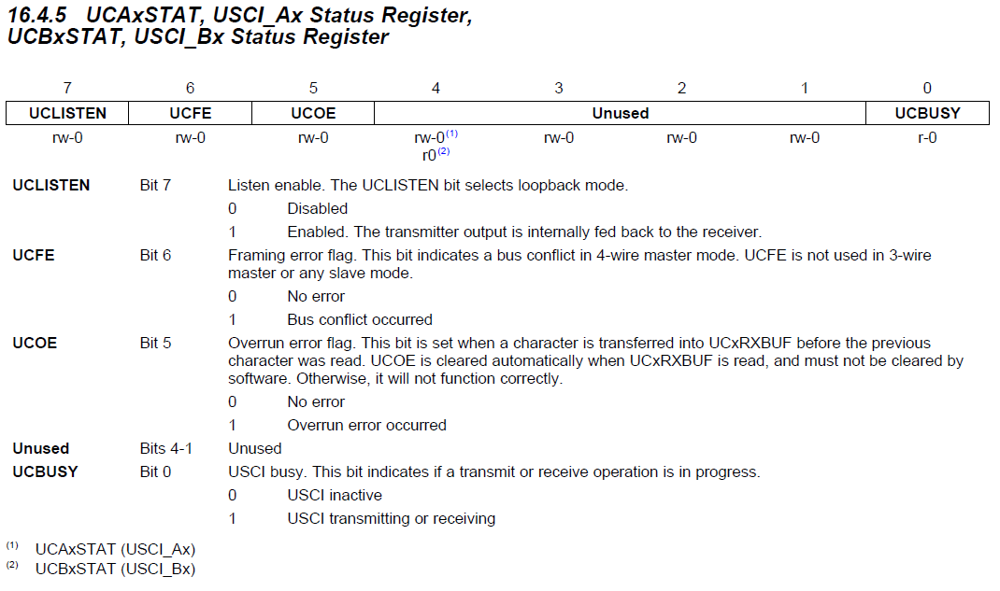 16.4.5 UCAxSTAT, USCI_Ax Status Register,
UCBxSTAT, USCI_Bx Status Register
7 6 5 4 3 2 1 0
UCLISTEN UCFE UCOE Unused UCBUSY
rw-0 rw-0 rw-0 rw-0(1) rw-0 rw-0 rw-0 r-0
r0(2)
UCLISTEN Bit 7 Listen enable. The UCLISTEN bit selects loopback mode.
0 Disabled
1 Enabled. The transmitter output is internally fed back to the receiver.
UCFE Bit 6 Framing error flag. This bit indicates a bus conflict in 4-wire master mode. UCFE is not used in 3-wire
master or any slave mode.
0 No error
1 Bus conflict occurred
UCOE Bit 5 Overrun error flag. This bit is set when a character is transferred into UCxRXBUF before the previous
character was read. UCOE is cleared automatically when UCxRXBUF is read, and must not be cleared by
software. Otherwise, it will not function correctly.
0 No error
1 Overrun error occurred
Unused Bits 4-1 Unused
UCBUSY Bit 0 USCI busy. This bit indicates if a transmit or receive operation is in progress.
0 USCI inactive
1 USCI transmitting or receiving
(1) UCAxSTAT (USCI_Ax)
(2) UCBxSTAT (USCI_Bx)